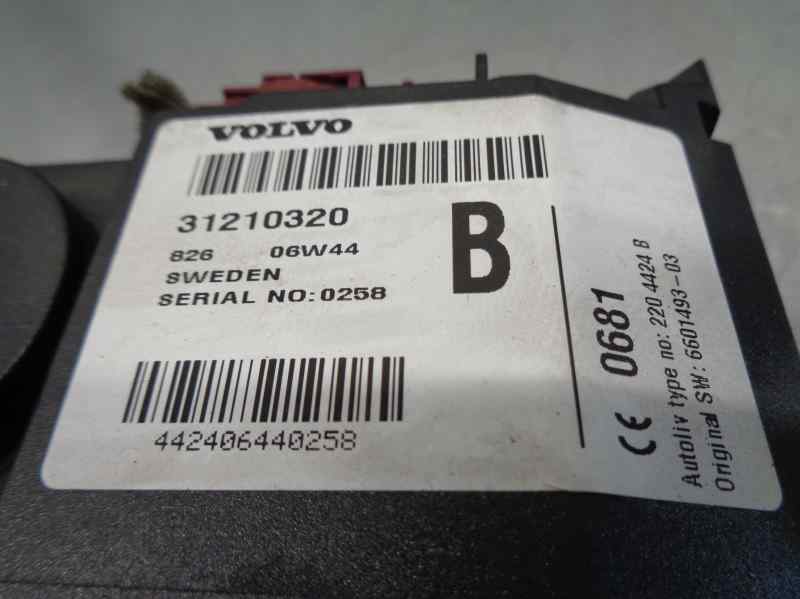 VOLVO
31210320
826 06W44
SWEDEN
SERIAL NO:0258
B
442406440258
CE 0681
Autoliv type no: 220 4424 B
Original SW: 6601493-03